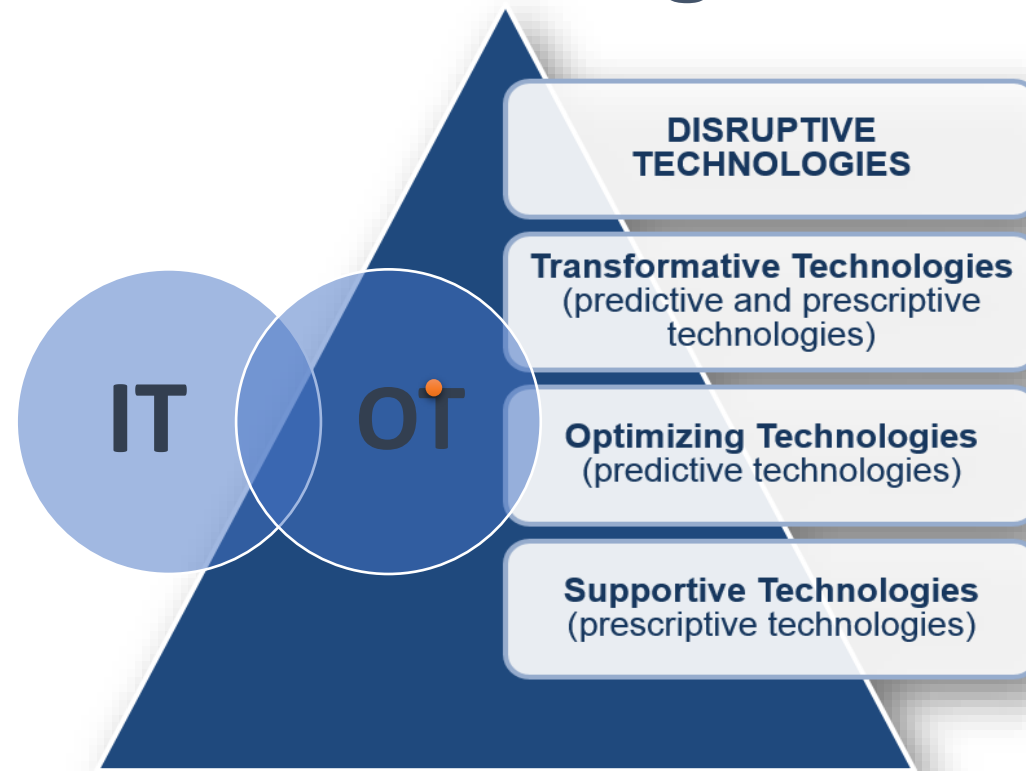 DISRUPTIVE
TECHNOLOGIES
Transformative Technologies
(predictive and prescriptive
technologies)
IT
OT
Optimizing Technologies
(predictive technologies)
Supportive Technologies
(prescriptive technologies)